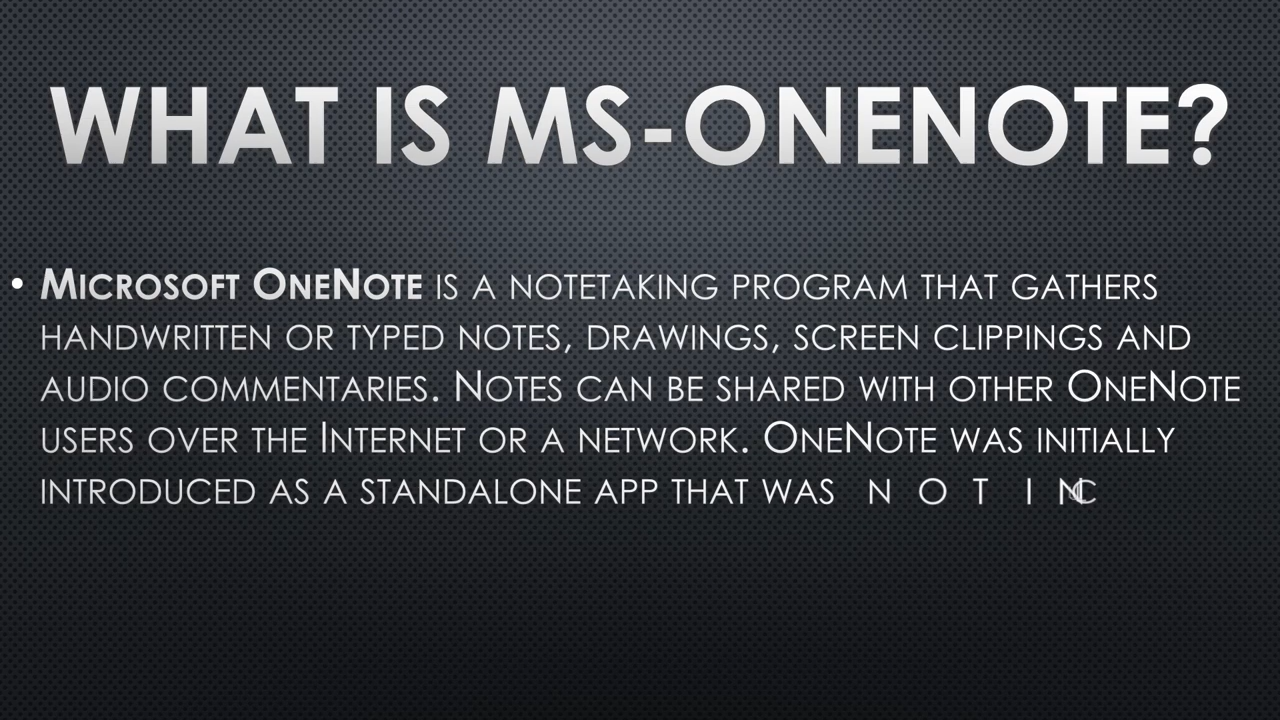 WHAT IS MS-ONENOTE?
• MICROSOFT ONENOTE IS A NOTETAKING PROGRAM THAT GATHERS
HANDWRITTEN OR TYPED NOTES, DRAWINGS, SCREEN CLIPPINGS AND
AUDIO COMMENTARIES. NOTES CAN BE SHARED WITH OTHER ONENOTE
USERS OVER THE INTERNET OR A NETWORK. ONENOTE WAS INITIALLY
INTRODUCED AS A STANDALONE APP THAT WAS N O T